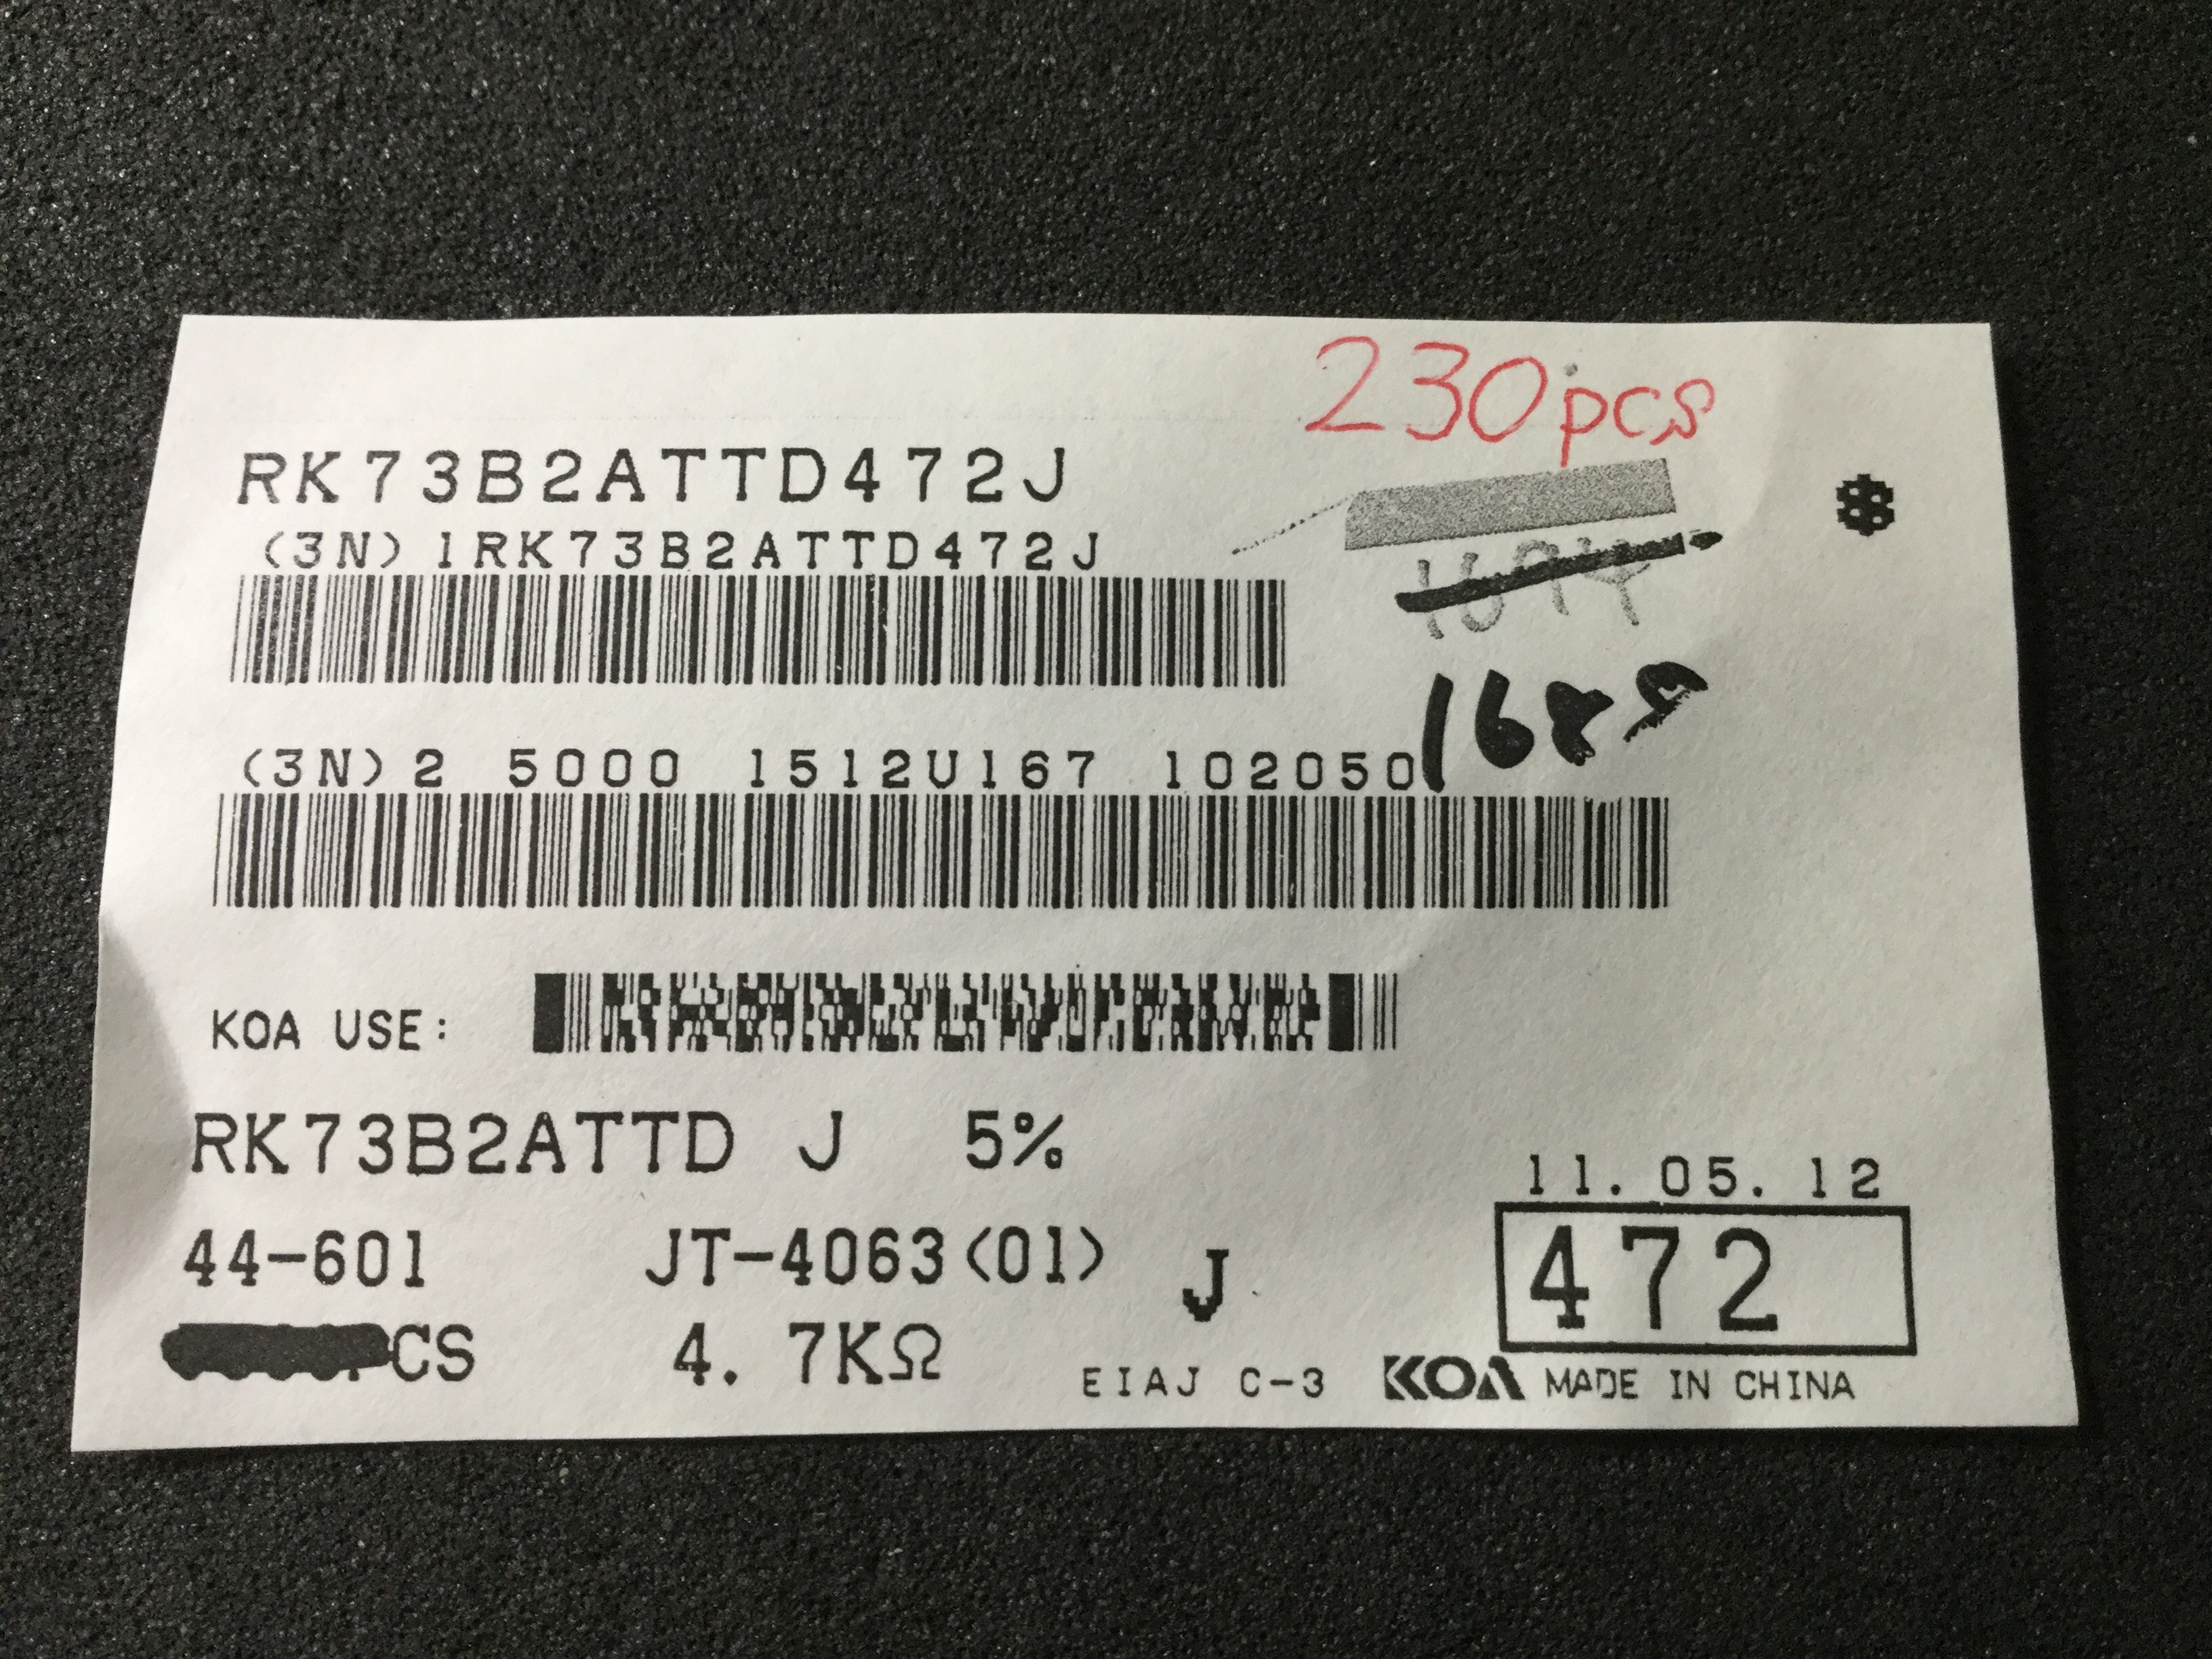 230pcs
RK73B2ATTD472J
*
(3N)1RK73B2ATTD472J
(3N)2 5000 1512U167 102050
KOA USE:
RK73B2ATTD J 5%
11.05.12
44-601 JT-4063(01) J 472
CS 4.7KΩ EIAJ C-3 KOA MADE IN CHINA